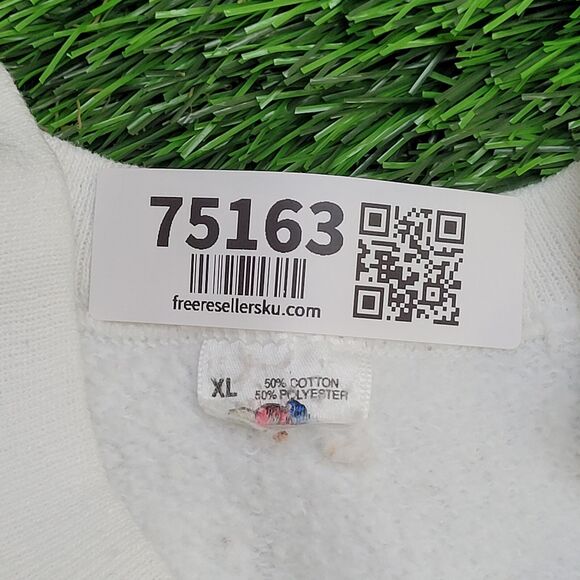 75163
freeresellersku.com
XL
50% COTTON
50% POLYESTER